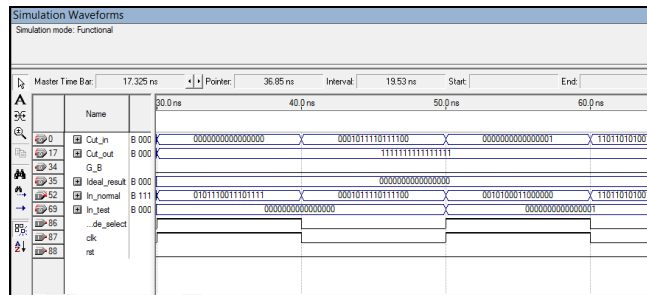 Simulation Waveforms
Simulation mode: Functional
Master Time Bar: 17.325 ns Pointer: 36.85 ns Interval: 19.53 ns Start: End:
Name
30.0 ns 40.0 ns 50.0 ns 60.0 ns
0 Cut_in B 000 0000000000000000 0001011110111100 0000000000000001 11011010100
17 Cut_out B 000 1111111111111111
34 G_B
35 Ideal_result B 000 0000000000000000
52 In_normal B 111 0101110011101111 0001011110111100 0010100011000000 11011010100
69 In_test B 000 0000000000000000 0000000000000001
86 ...de_select
87 clk
88 rst